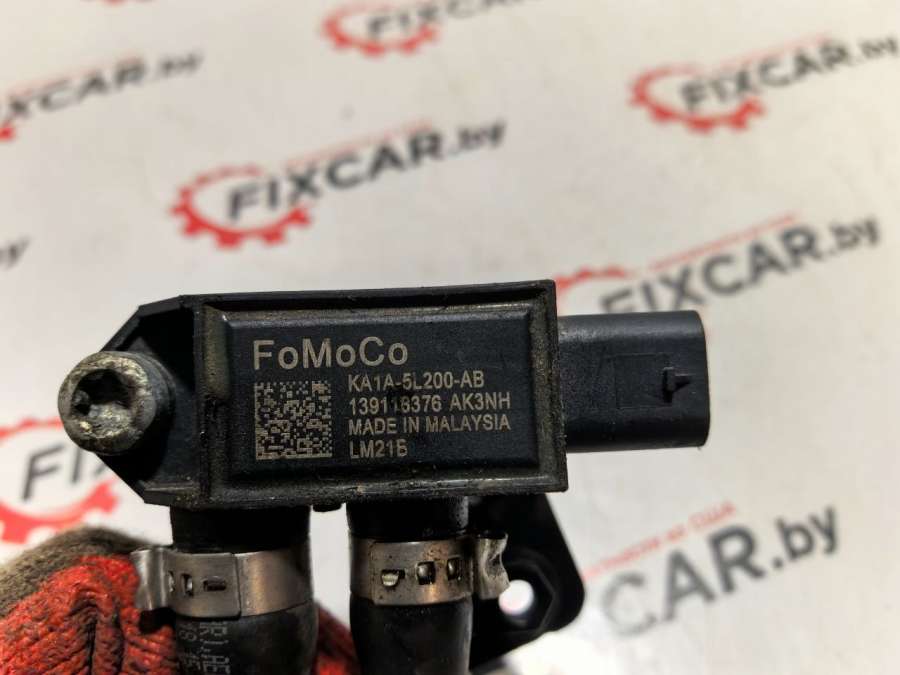 FIXCAR.by
FIXCAR.by
FIXCAR.by
FIXCAR.by
FoMoCo
KA1A-5L200-AB
139118376 AK3NH
MADE IN MALAYSIA
LM21B
CAR.by